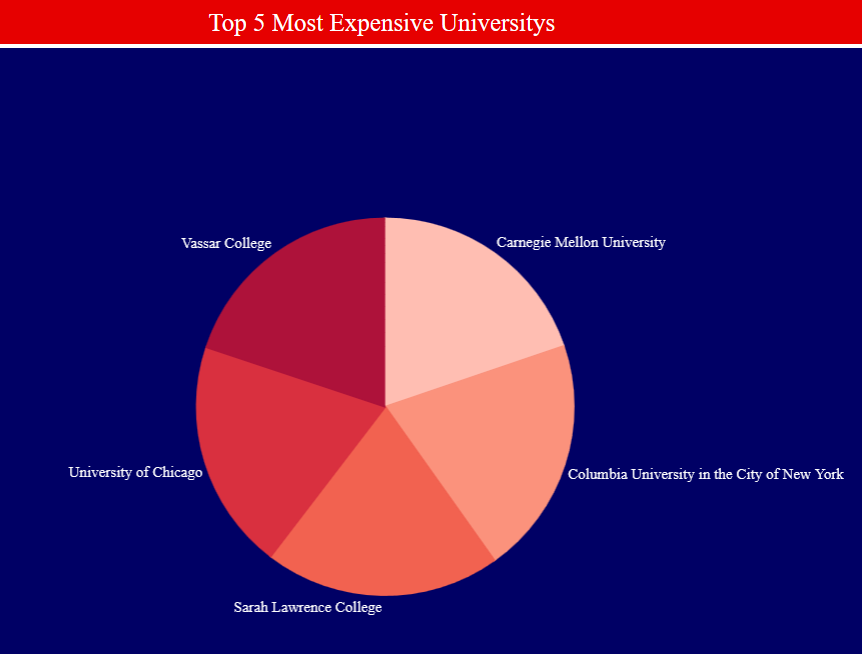 Top 5 Most Expensive Universitys
Vassar College
Carnegie Mellon University
University of Chicago
Columbia University in the City of New York
Sarah Lawrence College